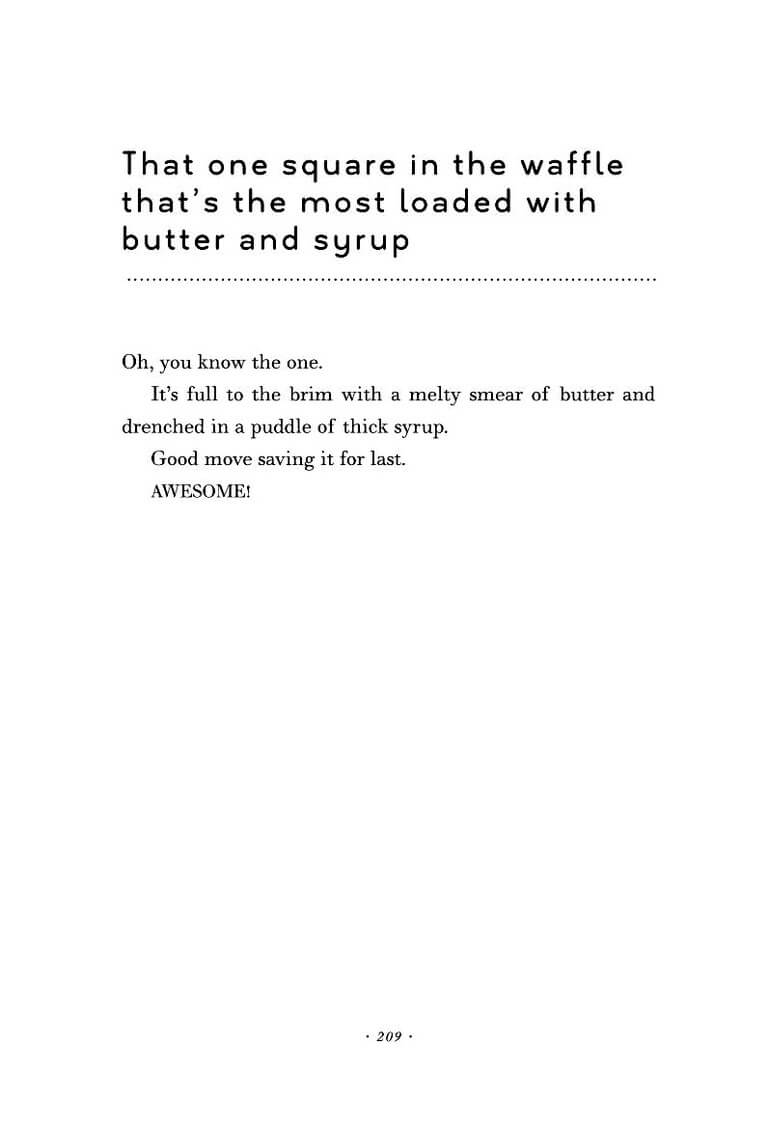 That one square in the waffle
that’s the most loaded with
butter and syrup
Oh, you know the one.
It’s full to the brim with a melty smear of butter and
drenched in a puddle of thick syrup.
Good move saving it for last.
AWESOME!
· 209 ·